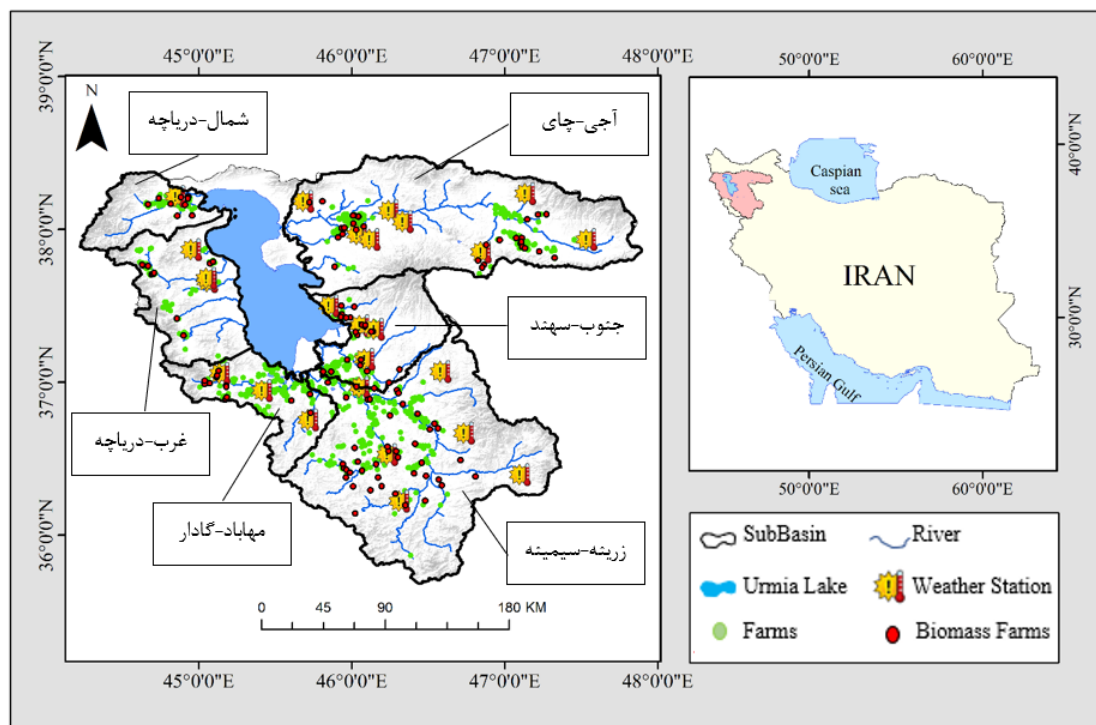 45°0'0"E 46°0'0"E 47°0'0"E 48°0'0"E
39°0'0"N
38°0'0"N
37°0'0"N
36°0'0"N
N
شمال-دریاچه
آجی-چای
جنوب-سهند
غرب-دریاچه
مهاباد-گادار
زرینه-سیمینه
0 45 90 180 KM
45°0'0"E 46°0'0"E 47°0'0"E 48°0'0"E
50°0'0"E 60°0'0"E
40°0'0"N
30°0'0"N
Caspian
sea
IRAN
Persian Gulf
50°0'0"E 60°0'0"E
SubBasin River
Urmia Lake Weather Station
Farms Biomass Farms